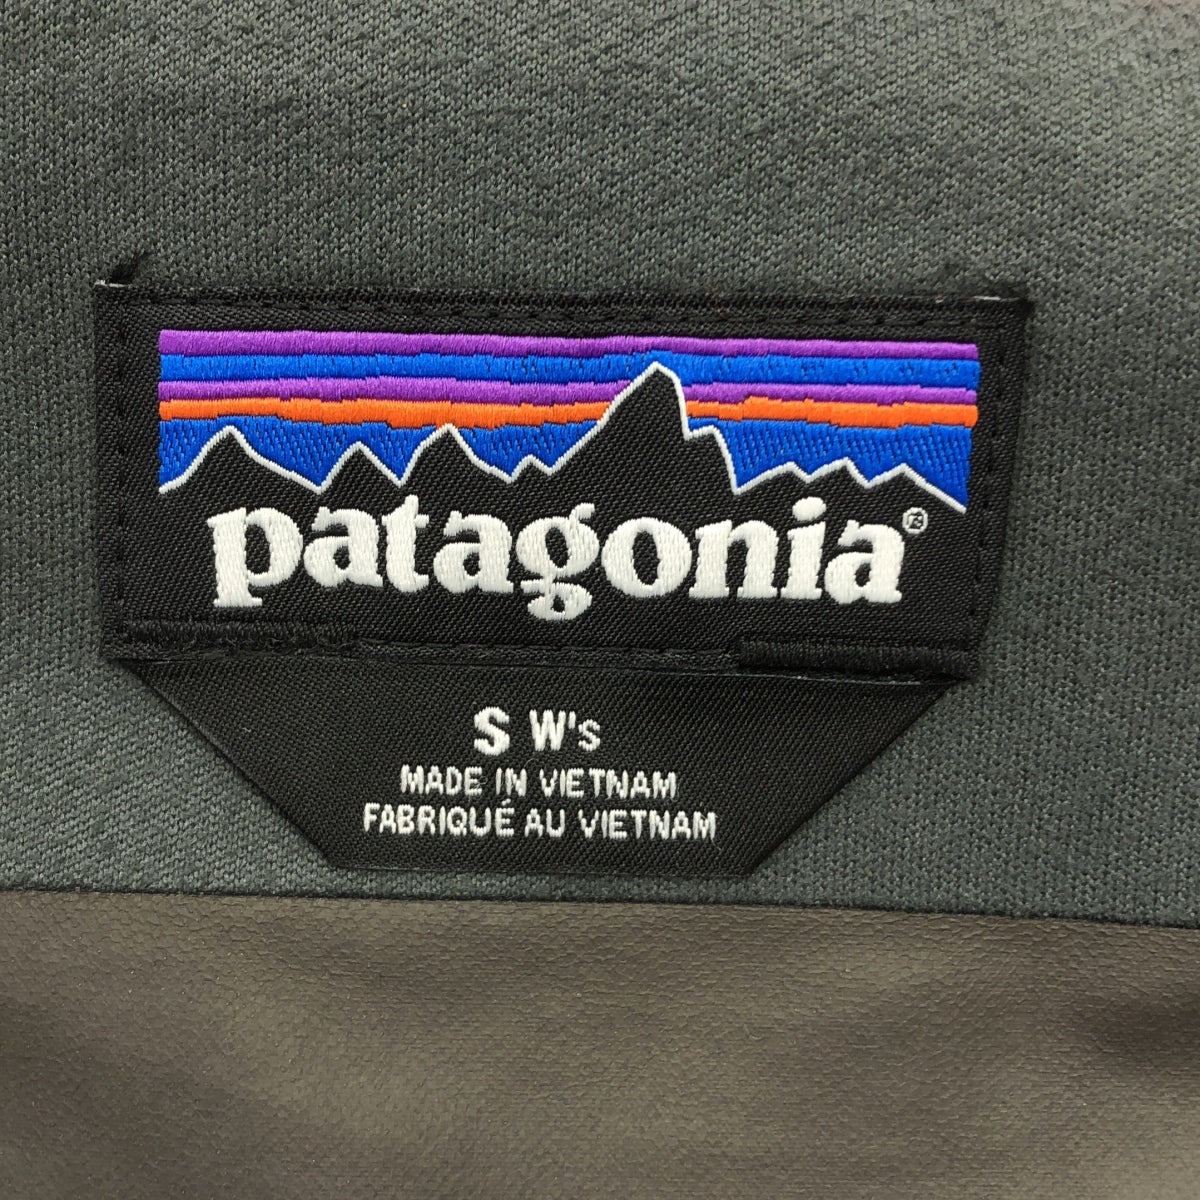 patagonia®
S W's
MADE IN VIETNAM
FABRIQUÉ AU VIETNAM